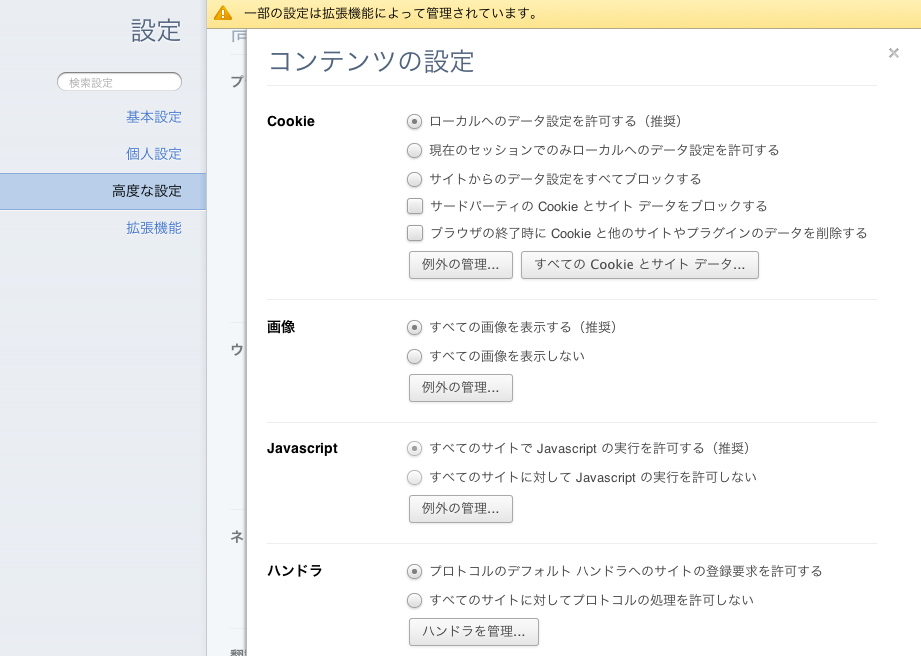 一部の設定は拡張機能によって管理されています。
設定
検索設定
基本設定
個人設定
高度な設定
拡張機能
プ
ウ
ネ
コンテンツの設定
×
Cookie
ローカルへのデータ設定を許可する（推奨）
現在のセッションでのみローカルへのデータ設定を許可する
サイトからのデータ設定をすべてブロックする
サードパーティの Cookie とサイト データをブロックする
ブラウザの終了時に Cookie と他のサイトやプラグインのデータを削除する
例外の管理... すべての Cookie とサイト データ...
画像
すべての画像を表示する（推奨）
すべての画像を表示しない
例外の管理...
Javascript
すべてのサイトで Javascript の実行を許可する（推奨）
すべてのサイトに対して Javascript の実行を許可しない
例外の管理...
ハンドラ
プロトコルのデフォルト ハンドラへのサイトの登録要求を許可する
すべてのサイトに対してプロトコルの処理を許可しない
ハンドラを管理...